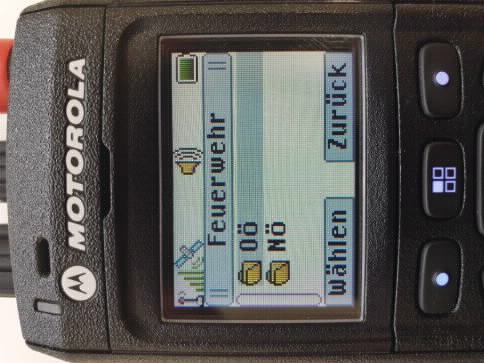 MOTOROLA
Feuerwehr
OÖ
NÖ
wählen Zurück